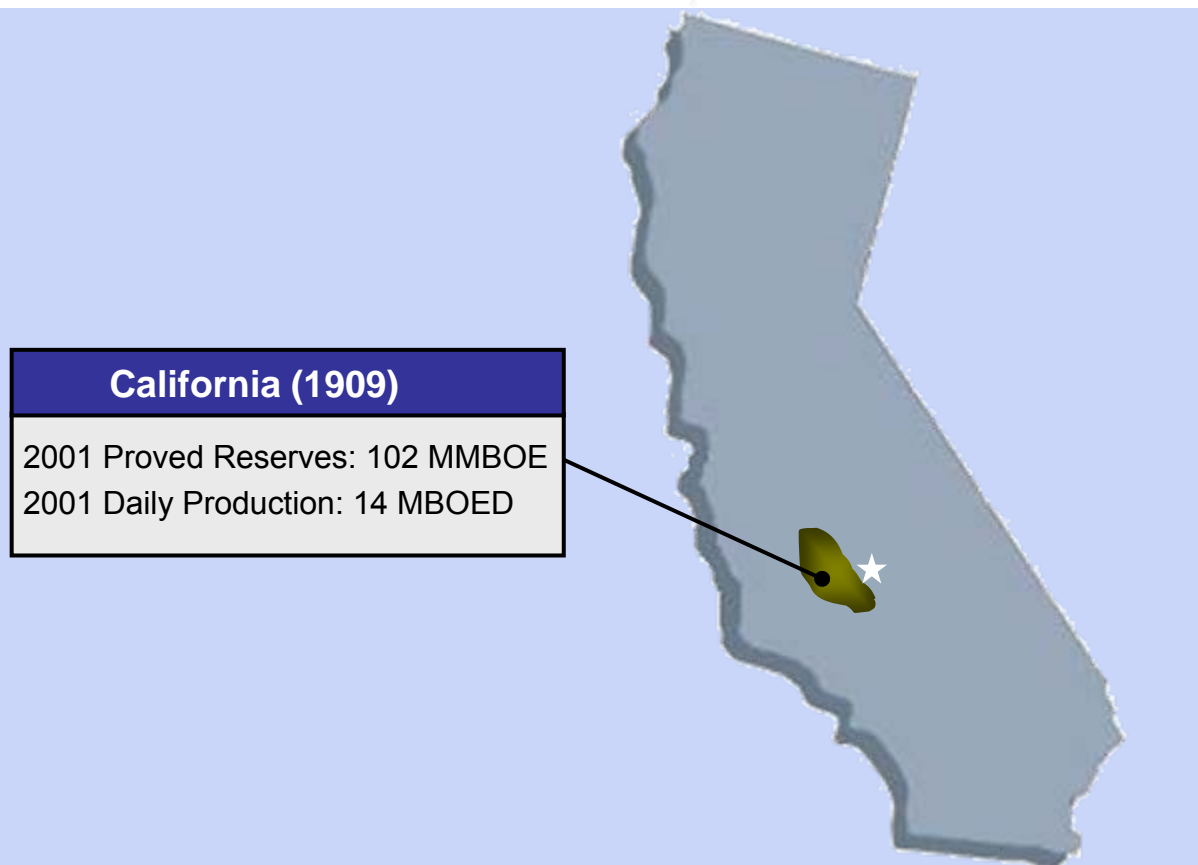 California (1909)
2001 Proved Reserves: 102 MMBOE
2001 Daily Production: 14 MBOED